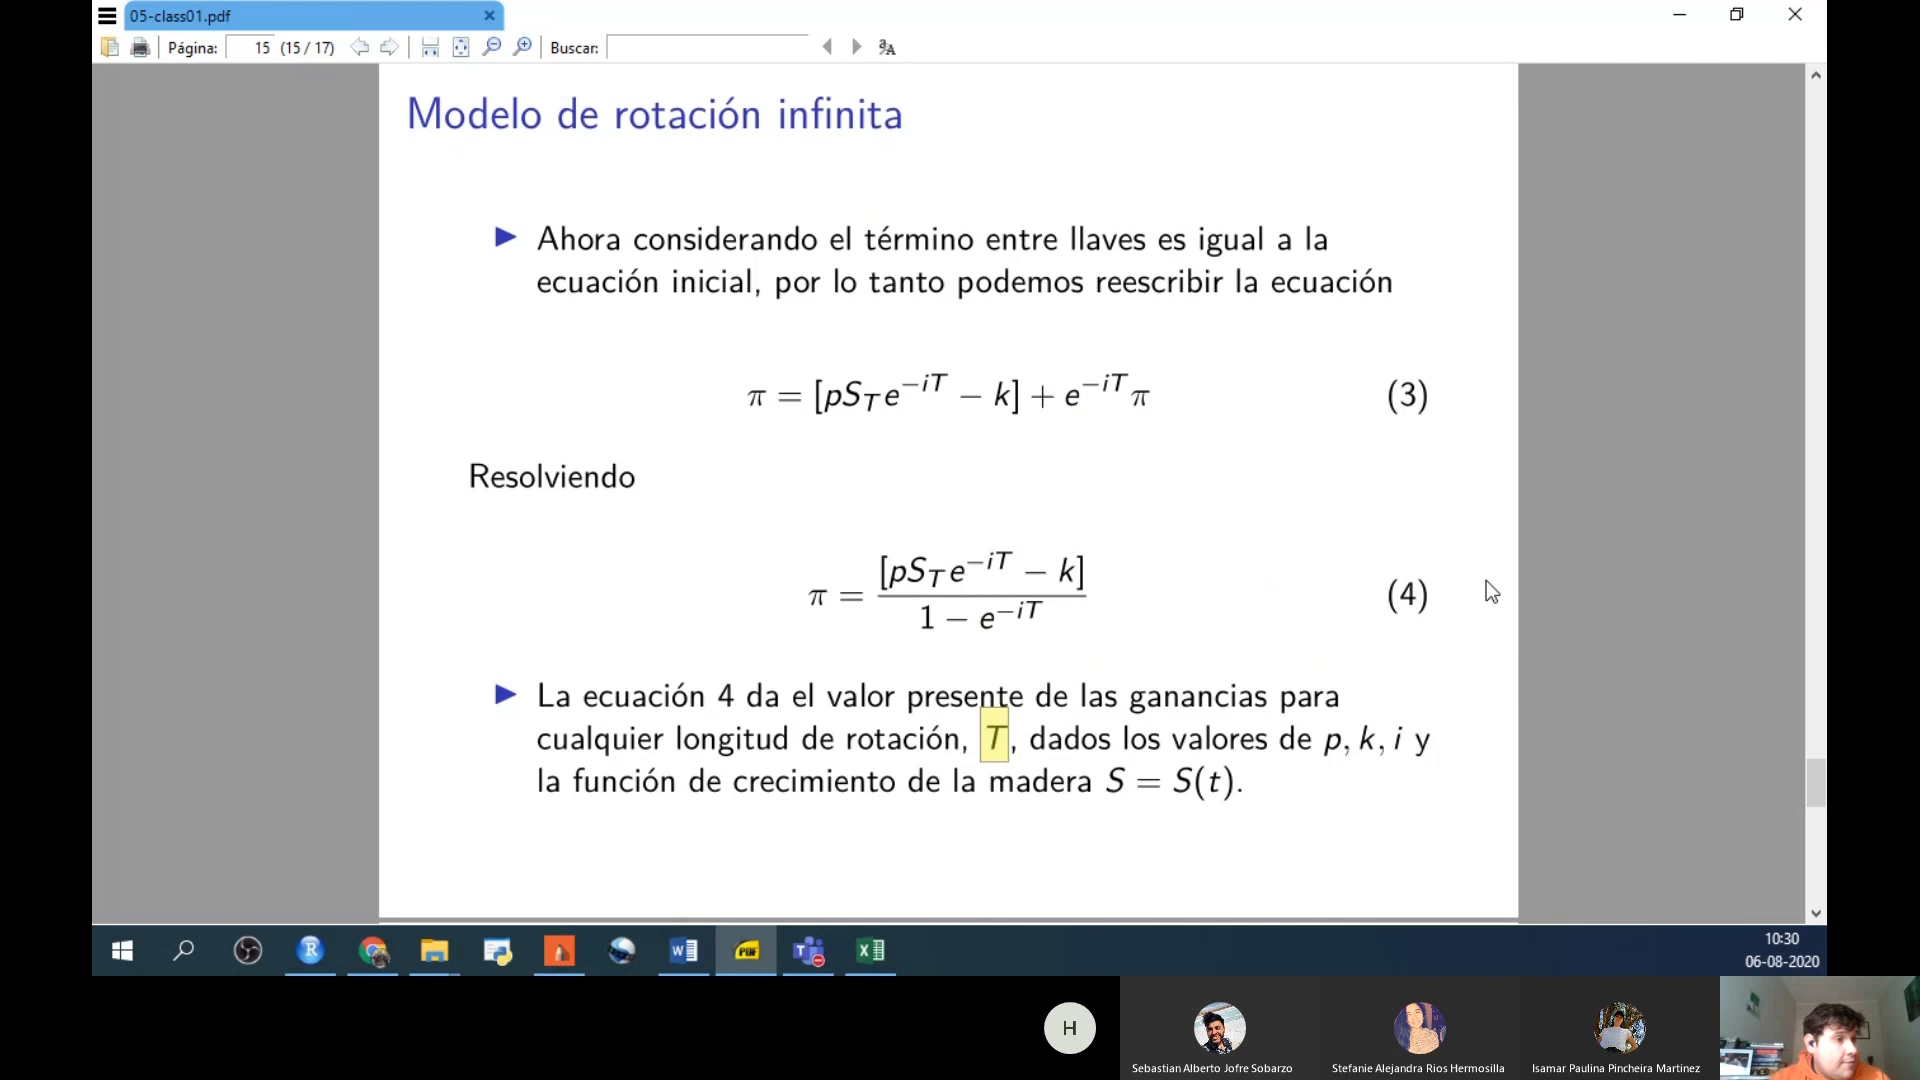 05-class01.pdf
Página: 15 (15 / 17) Buscar:
Modelo de rotación infinita
▶ Ahora considerando el término entre llaves es igual a la
ecuación inicial, por lo tanto podemos reescribir la ecuación
π = [pS_T e^{−iT} − k] + e^{−iT}π (3)
Resolviendo
π = [pS_T e^{−iT} − k] / (1 − e^{−iT}) (4)
▶ La ecuación 4 da el valor presente de las ganancias para
cualquier longitud de rotación, T, dados los valores de p, k, i y
la función de crecimiento de la madera S = S(t).
10:30
06-08-2020
H
Sebastian Alberto Jofre Sobarzo
Stefanie Alejandra Rios Hermosilla
Isamar Paulina Pincheira Martinez